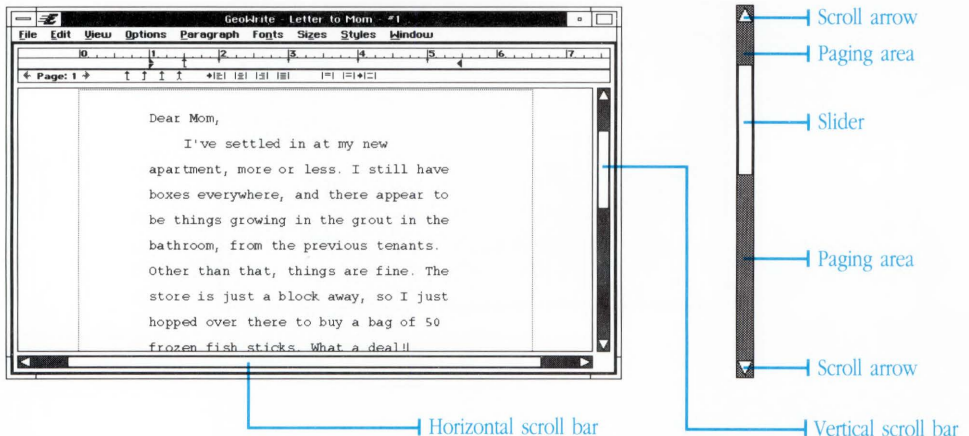 GeoWrite - Letter to Mom - #1
File Edit View Options Paragraph Fonts Sizes Styles Window
0 1 2 3 4 5 6 7
Page: 1
Dear Mom,
I've settled in at my new
apartment, more or less. I still have
boxes everywhere, and there appear to
be things growing in the grout in the
bathroom, from the previous tenants.
Other than that, things are fine. The
store is just a block away, so I just
hopped over there to buy a bag of 50
frozen fish sticks. What a deal!
Scroll arrow
Paging area
Slider
Paging area
Scroll arrow
Horizontal scroll bar
Vertical scroll bar